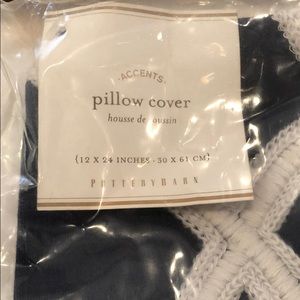 ·ACCENTS·
pillow cover
housse de coussin
{12 X 24 INCHES · 30 X 61 CM}
POTTERYBARN